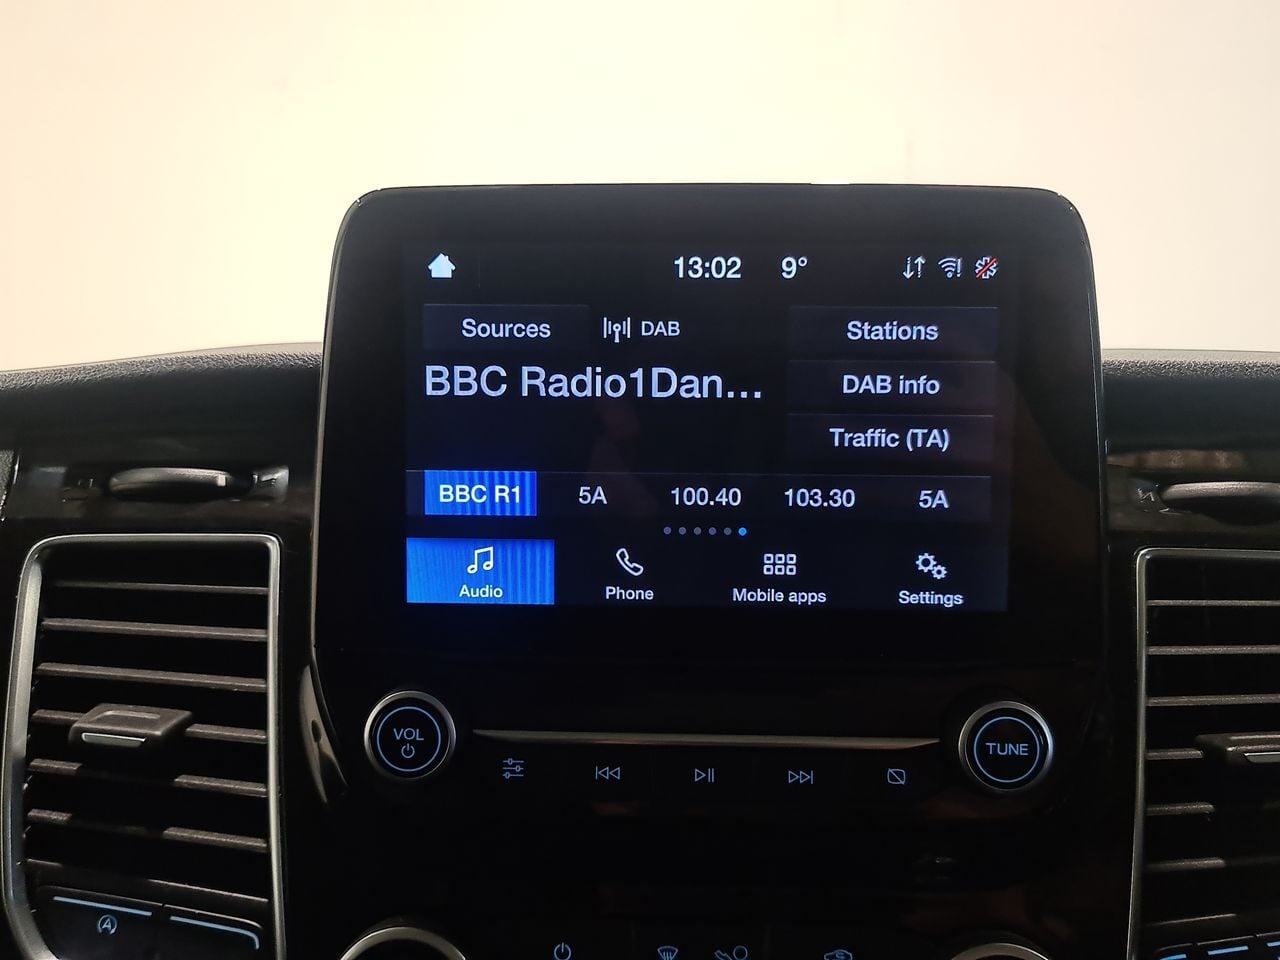 13:02 9°
Sources DAB Stations
BBC Radio1Dan...
DAB info
Traffic (TA)
BBC R1 5A 100.40 103.30 5A
Audio Phone Mobile apps Settings
VOL
TUNE
A